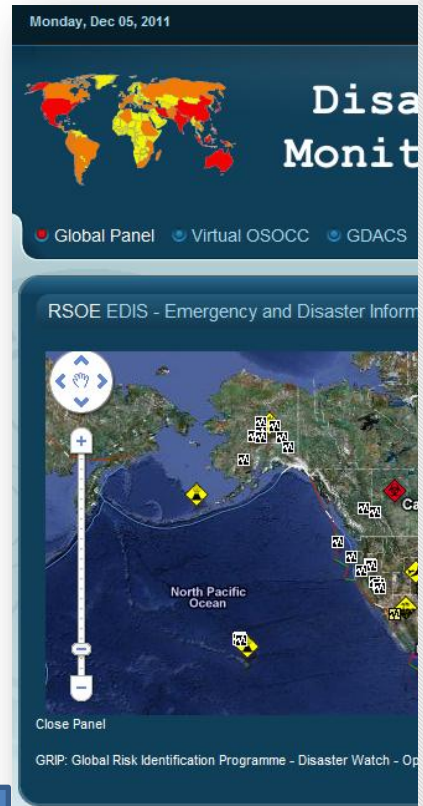 Monday, Dec 05, 2011
Disa
Monit
Global Panel Virtual OSOCC GDACS
RSOE EDIS - Emergency and Disaster Inform
Ca
North Pacific
Ocean
Close Panel
GRIP: Global Risk Identification Programme - Disaster Watch - Op